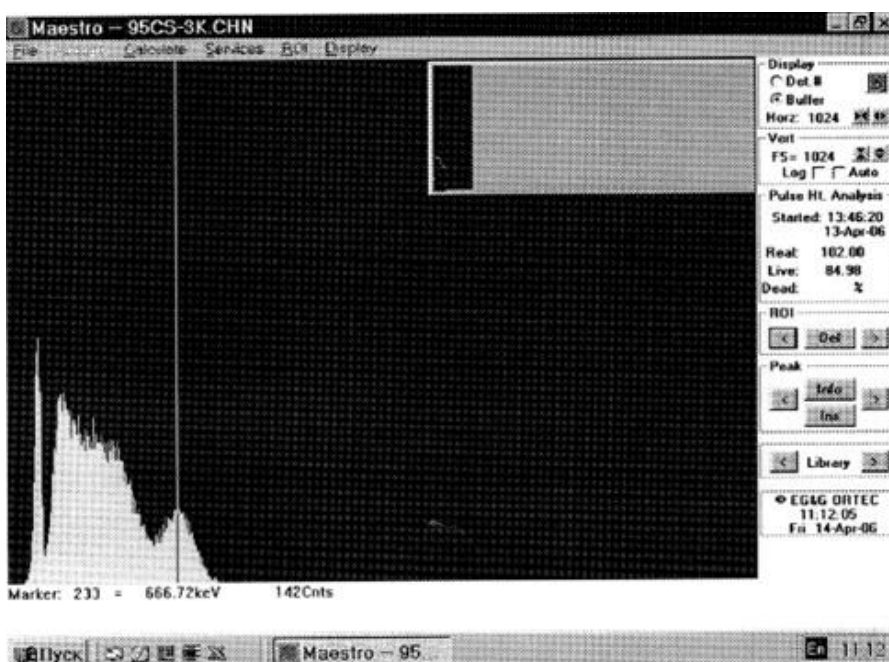 Maestro – 95CS-3K.CHN
File Calculate Services ROI Display
Display
Det.#
Buffer
Horz: 1024
Vert
FS= 1024
Log Auto
Pulse Ht. Analysis
Started: 13:46:20
13-Apr-06
Real: 102.00
Live: 84.98
Dead: %
ROI
< Del >
Peak
< Info >
Ins
< Library >
EG&G ORTEC
11:12:05
Fri 14-Apr-06
Marker: 233 = 666.72keV 142Cnts
Пуск Maestro – 95... En 11:12